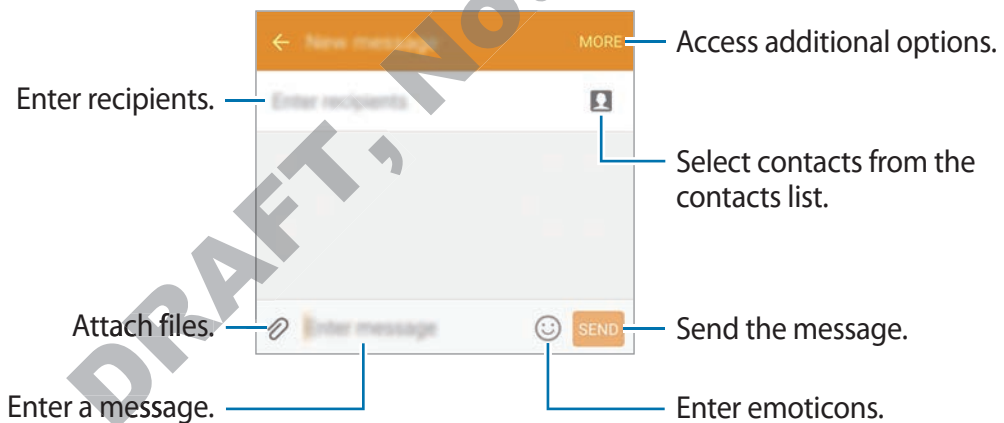 New message
MORE
Access additional options.
Enter recipients.
Enter recipients
Select contacts from the
contacts list.
Attach files.
Enter message
SEND
Send the message.
Enter a message.
Enter emoticons.
DRAFT, No